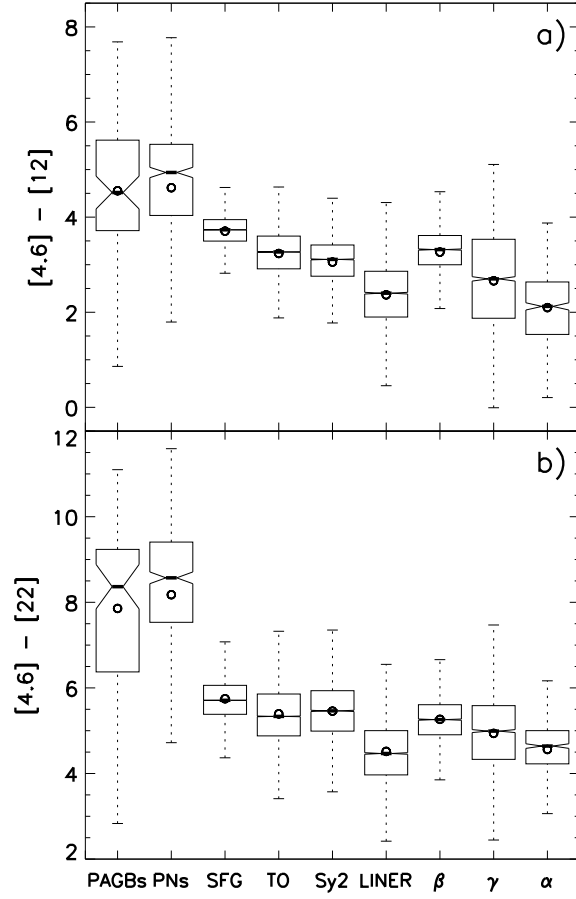 a)
8
6
4
2
0
[4.6] – [12]
b)
12
10
8
6
4
2
[4.6] – [22]
PAGBs PNs SFG TO Sy2 LINER β γ α